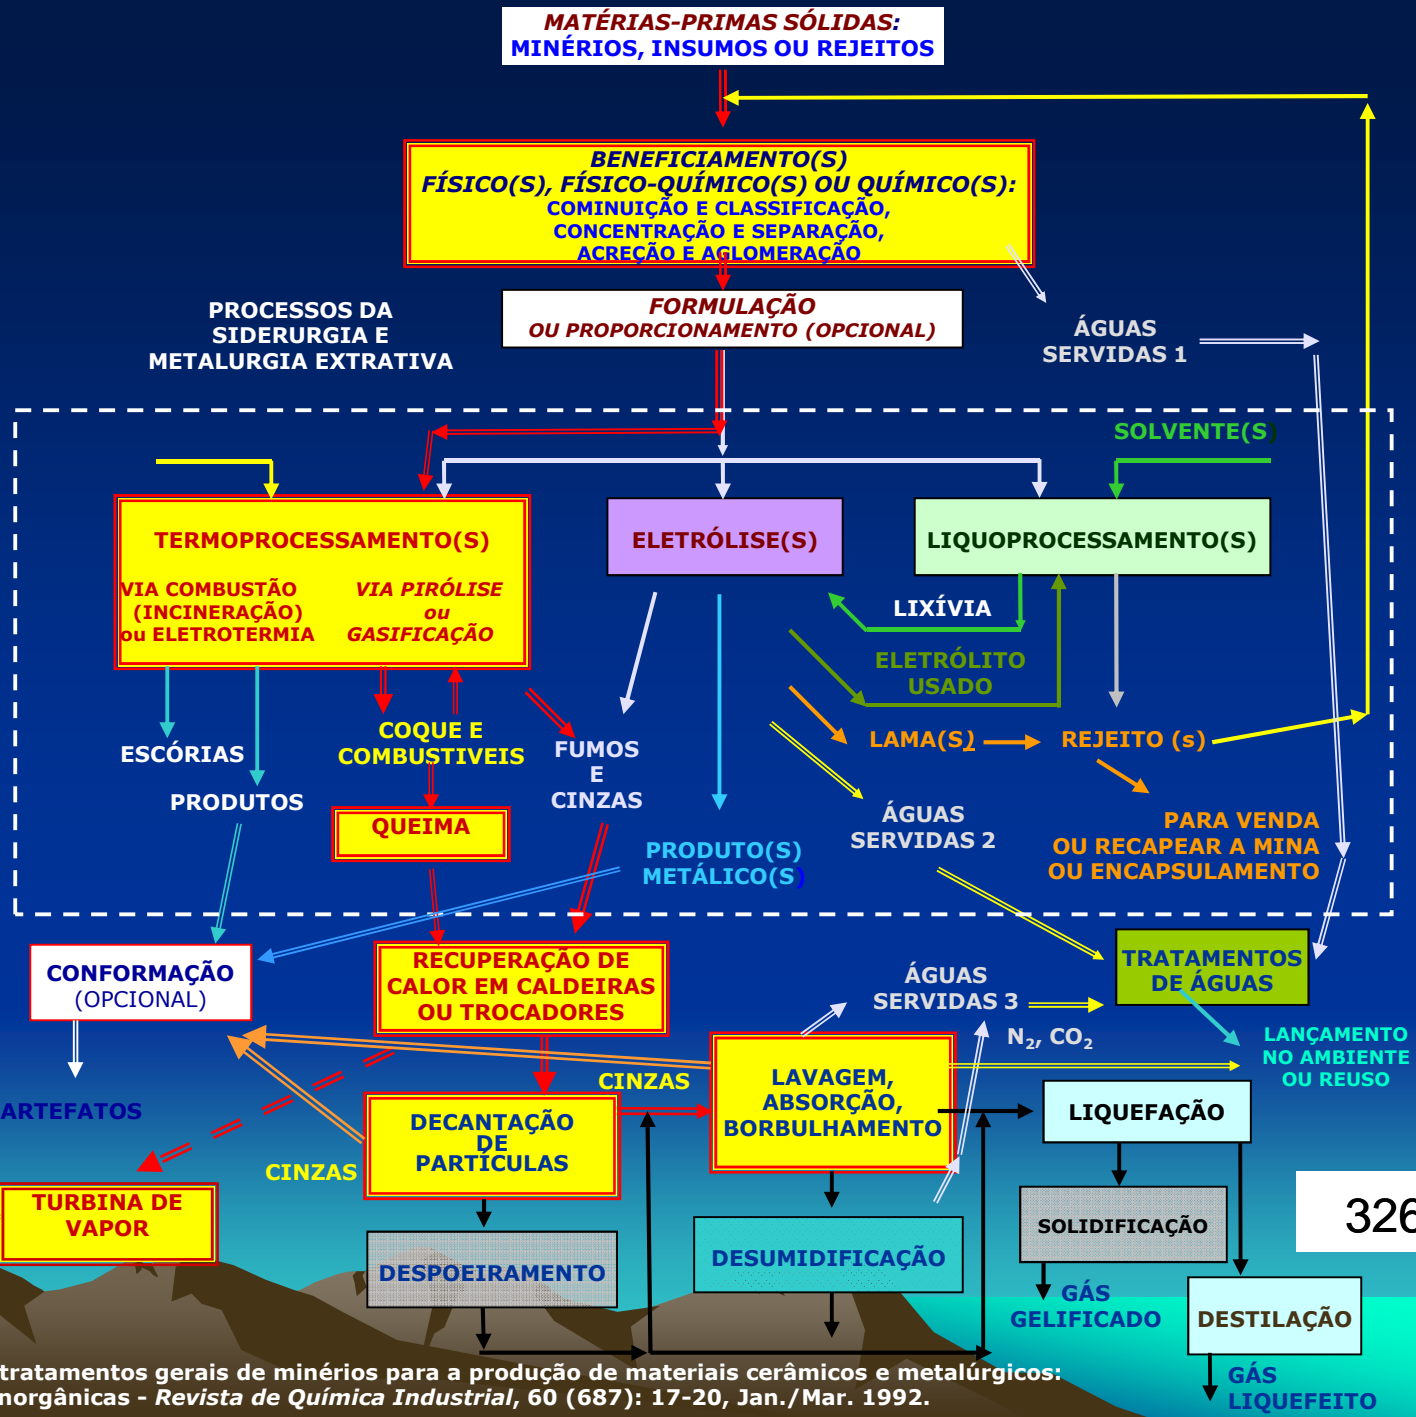 MATÉRIAS-PRIMAS SÓLIDAS:
MINÉRIOS, INSUMOS OU REJEITOS
BENEFICIAMENTO(S)
FÍSICO(S), FÍSICO-QUÍMICO(S) OU QUÍMICO(S):
COMINUIÇÃO E CLASSIFICAÇÃO,
CONCENTRAÇÃO E SEPARAÇÃO,
ACREÇÃO E AGLOMERAÇÃO
FORMULAÇÃO
OU PROPORCIONAMENTO (OPCIONAL)
PROCESSOS DA
SIDERURGIA E
METALURGIA EXTRATIVA
ÁGUAS
SERVIDAS 1
SOLVENTE(S)
TERMOPROCESSAMENTO(S)
VIA COMBUSTÃO
(INCINERAÇÃO)
ou ELETROTERMIA
VIA PIRÓLISE
ou
GASIFICAÇÃO
ELETRÓLISE(S)
LIQUOPROCESSAMENTO(S)
LIXÍVIA
ELETRÓLITO
USADO
ESCÓRIAS
PRODUTOS
COQUE E
COMBUSTIVEIS
QUEIMA
FUMOS
E
CINZAS
LAMA(S)
REJEITO (s)
ÁGUAS
SERVIDAS 2
PARA VENDA
OU RECAPEAR A MINA
OU ENCAPSULAMENTO
PRODUTO(S)
METÁLICO(S)
CONFORMAÇÃO
(OPCIONAL)
RECUPERAÇÃO DE
CALOR EM CALDEIRAS
OU TROCADORES
ÁGUAS
SERVIDAS 3
TRATAMENTOS
DE ÁGUAS
N2, CO2
LANÇAMENTO
NO AMBIENTE
OU REUSO
ARTEFATOS
CINZAS
DECANTAÇÃO
DE
PARTÍCULAS
LAVAGEM,
ABSORÇÃO,
BORBULHAMENTO
LIQUEFAÇÃO
CINZAS
TURBINA DE
VAPOR
DESPOEIRAMENTO
DESUMIDIFICAÇÃO
SOLIDIFICAÇÃO
326
GÁS
GELIFICADO
DESTILAÇÃO
GÁS
LIQUEFEITO
tratamentos gerais de minérios para a produção de materiais cerâmicos e metalúrgicos:
norgânicas - Revista de Química Industrial, 60 (687): 17-20, Jan./Mar. 1992.